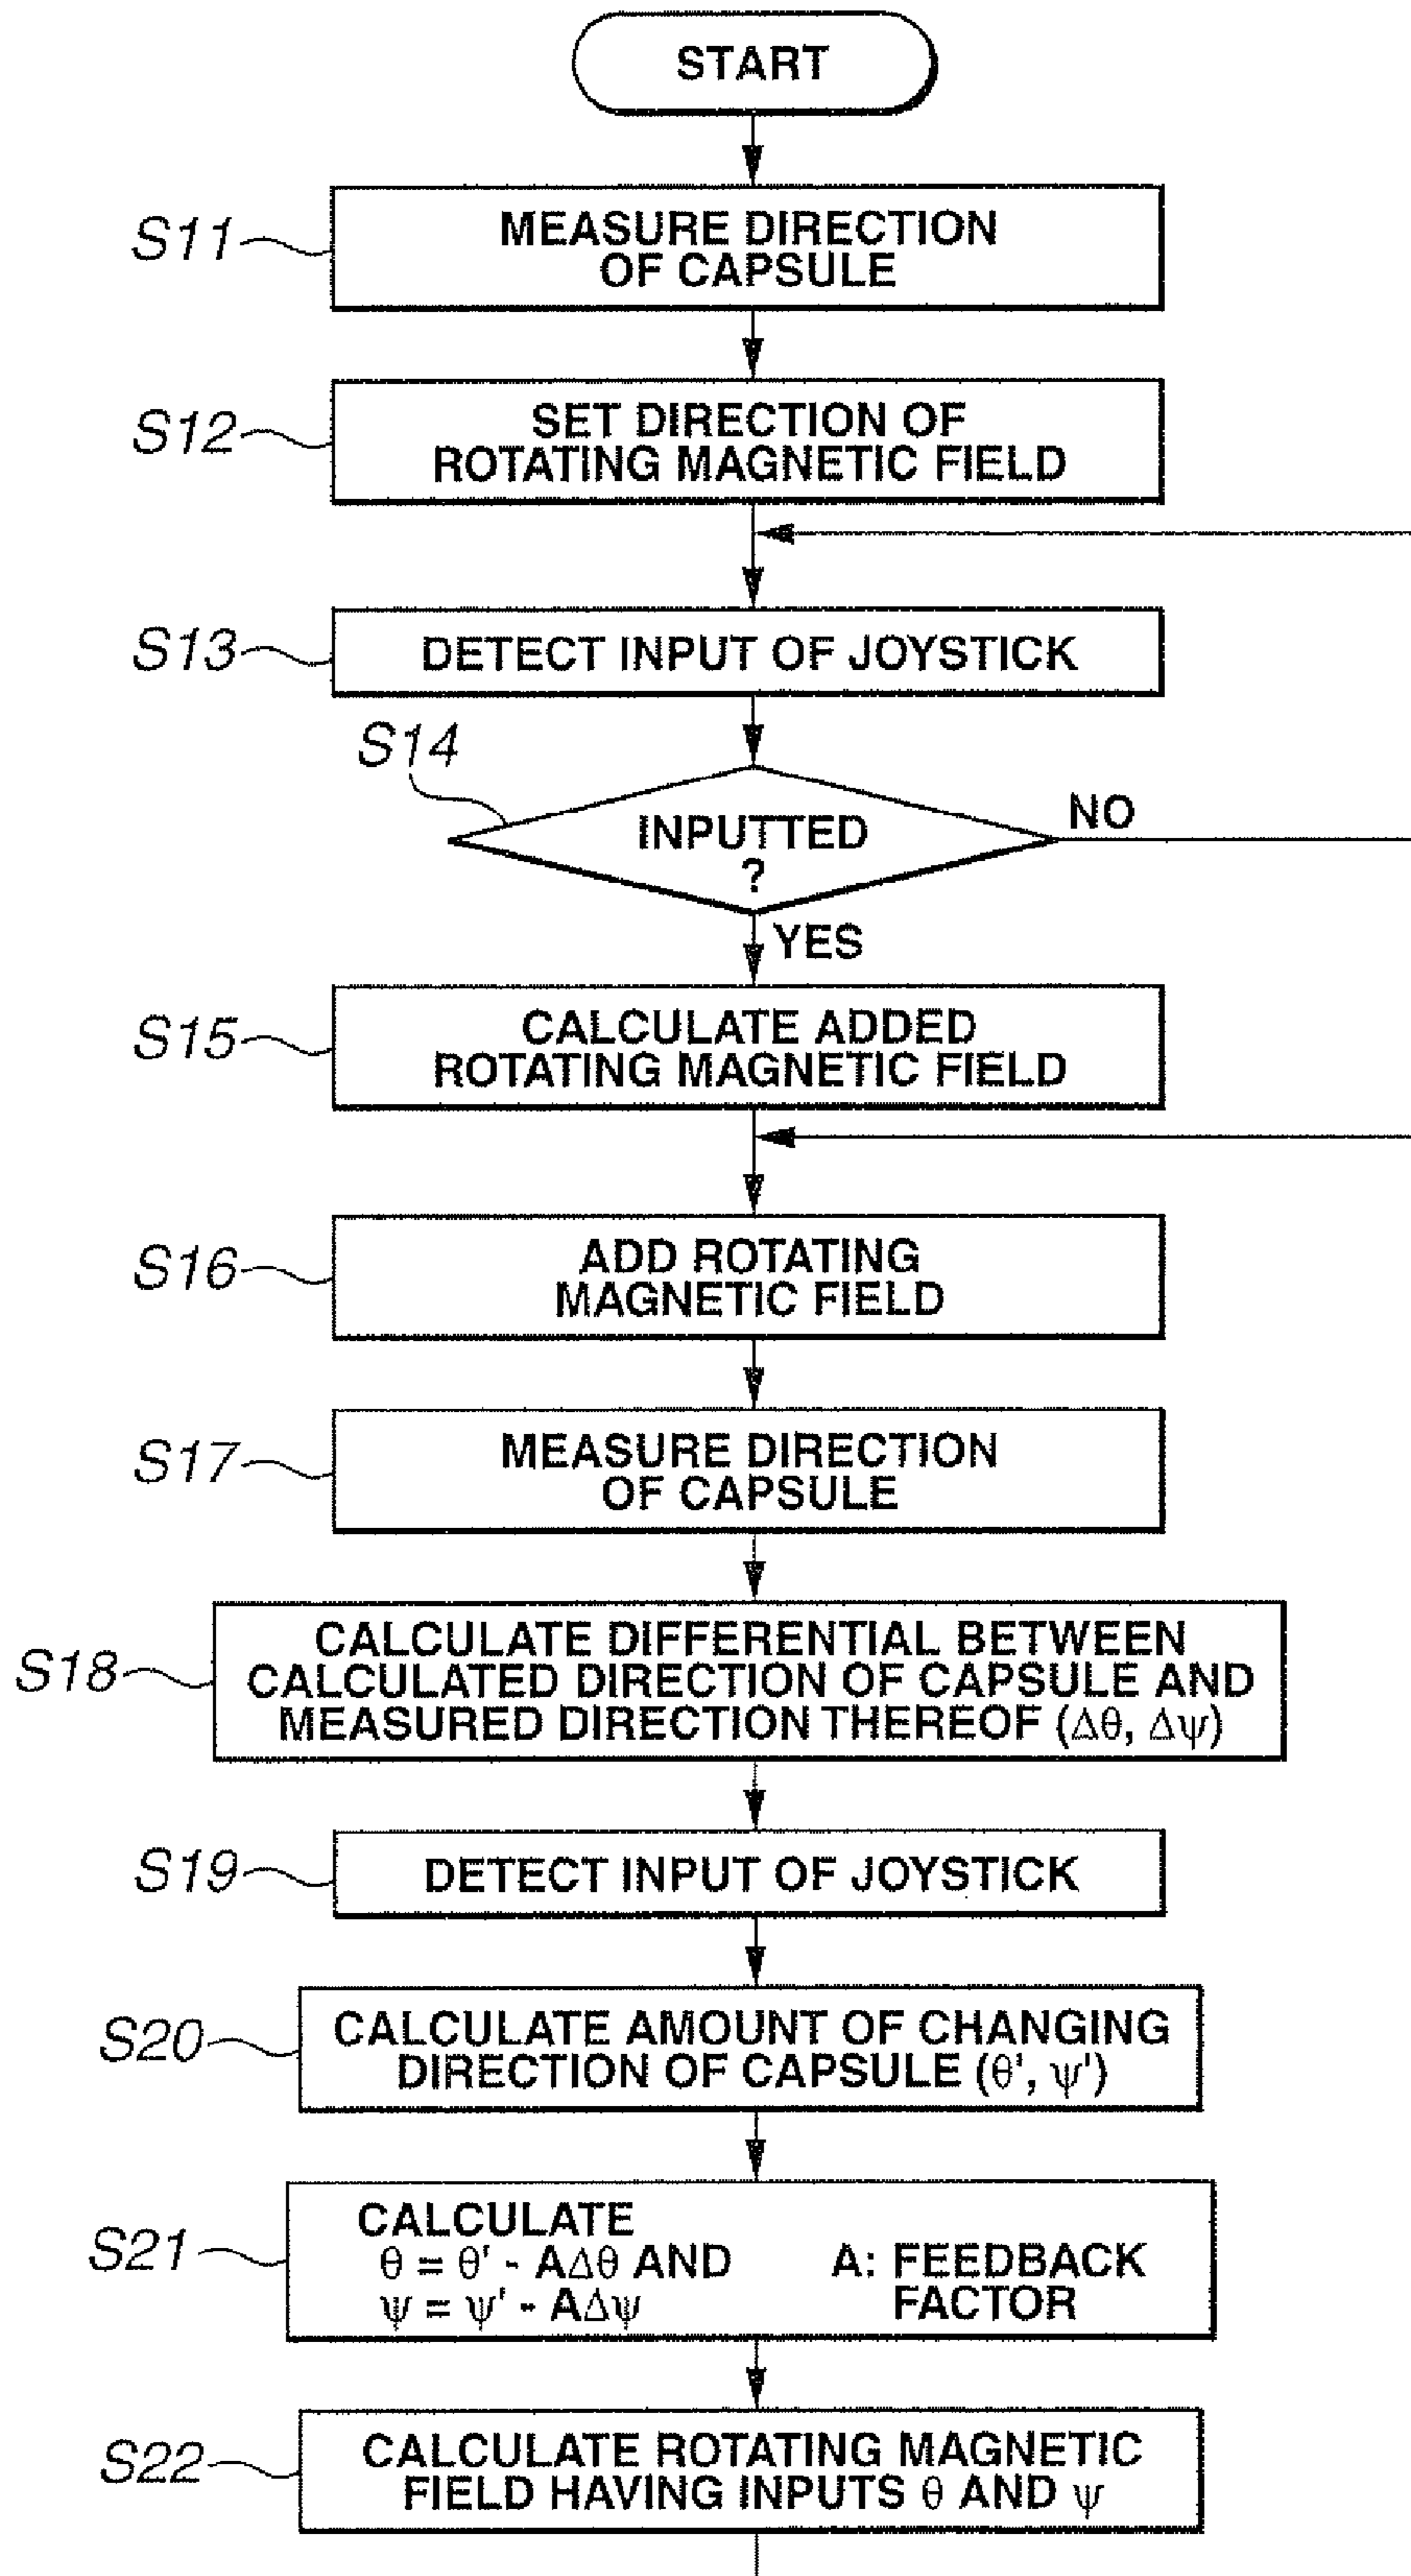 START
S11
MEASURE DIRECTION
OF CAPSULE
S12
SET DIRECTION OF
ROTATING MAGNETIC FIELD
S13
DETECT INPUT OF JOYSTICK
S14
INPUTTED
?
NO
YES
S15
CALCULATE ADDED
ROTATING MAGNETIC FIELD
S16
ADD ROTATING
MAGNETIC FIELD
S17
MEASURE DIRECTION
OF CAPSULE
S18
CALCULATE DIFFERENTIAL BETWEEN
CALCULATED DIRECTION OF CAPSULE AND
MEASURED DIRECTION THEREOF (Δθ, Δψ)
S19
DETECT INPUT OF JOYSTICK
S20
CALCULATE AMOUNT OF CHANGING
DIRECTION OF CAPSULE (θ', ψ')
S21
CALCULATE
θ = θ' - AΔθ AND
ψ = ψ' - AΔψ
A: FEEDBACK
FACTOR
S22
CALCULATE ROTATING MAGNETIC
FIELD HAVING INPUTS θ AND ψ